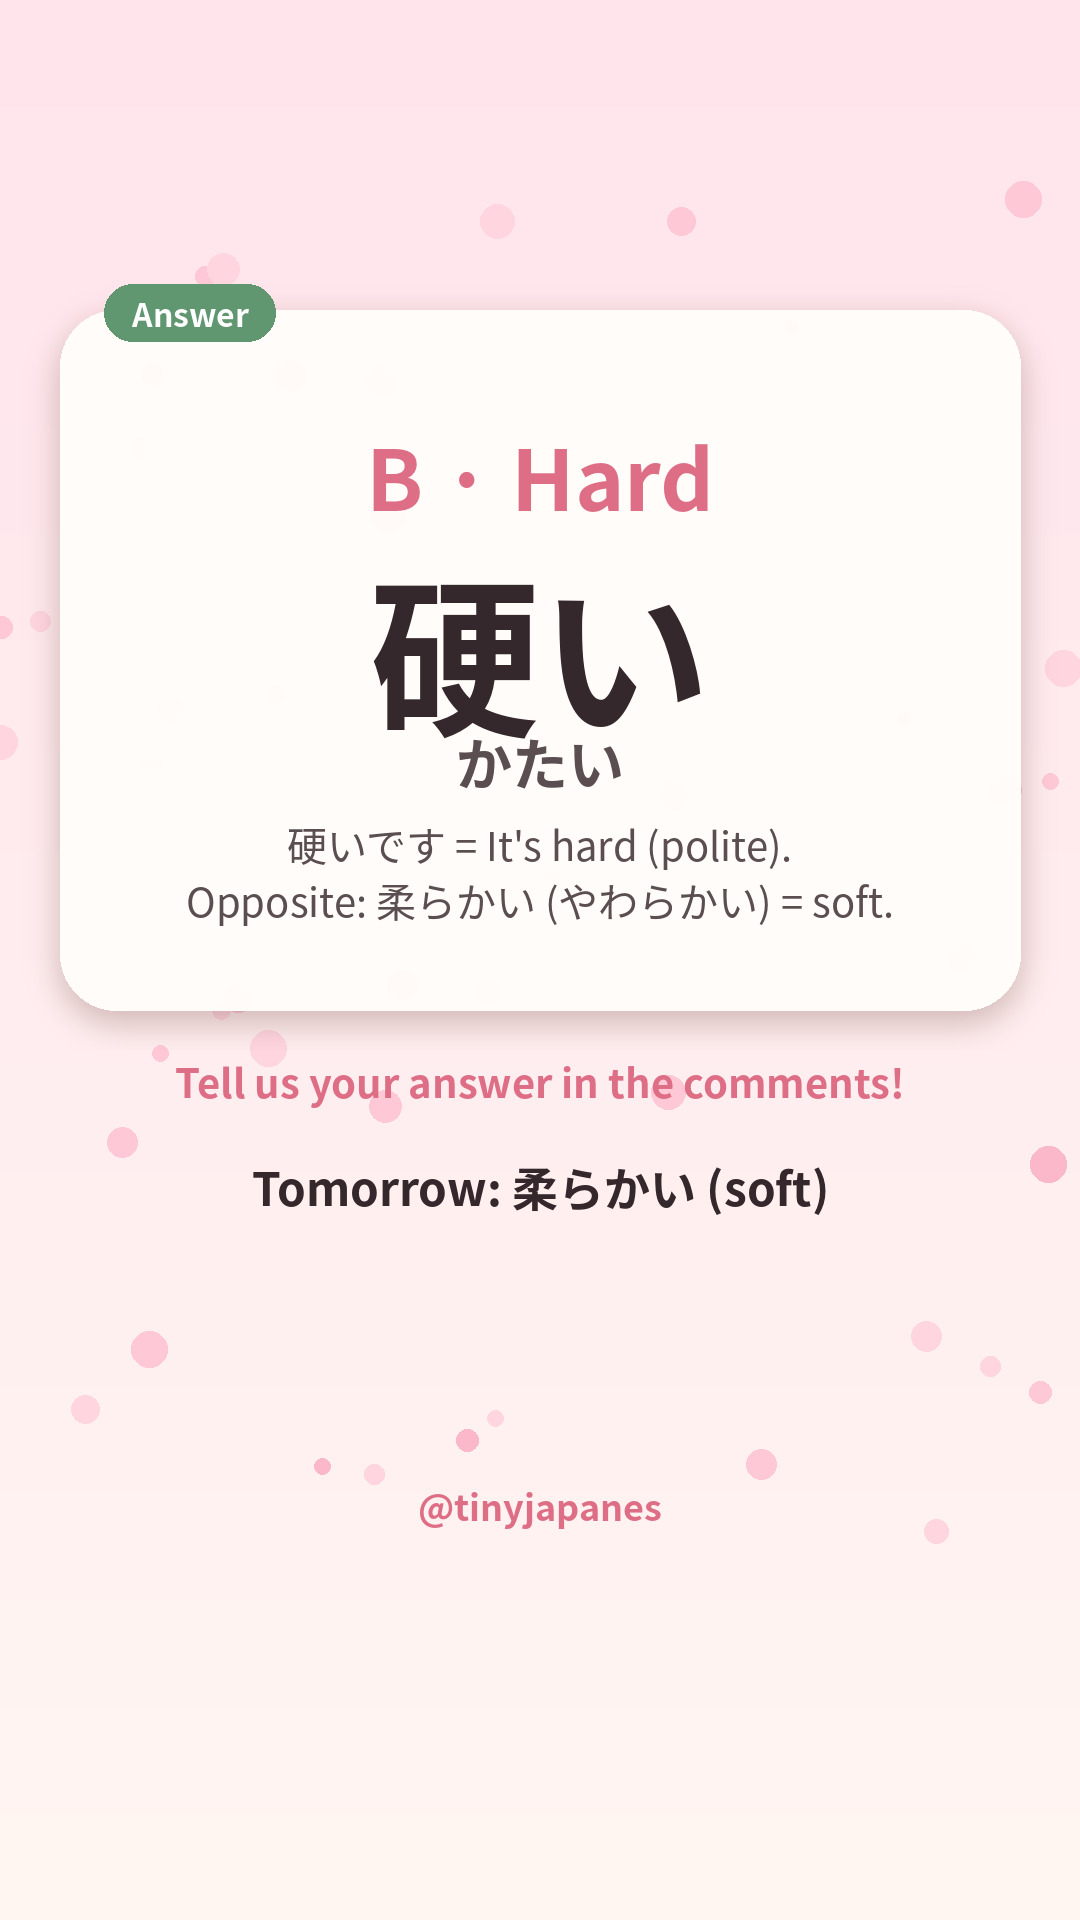 Answer
B · Hard
硬い
かたい
硬いです = It's hard (polite).
Opposite: 柔らかい (やわらかい) = soft.
Tell us your answer in the comments!
Tomorrow: 柔らかい (soft)
@tinyjapanes